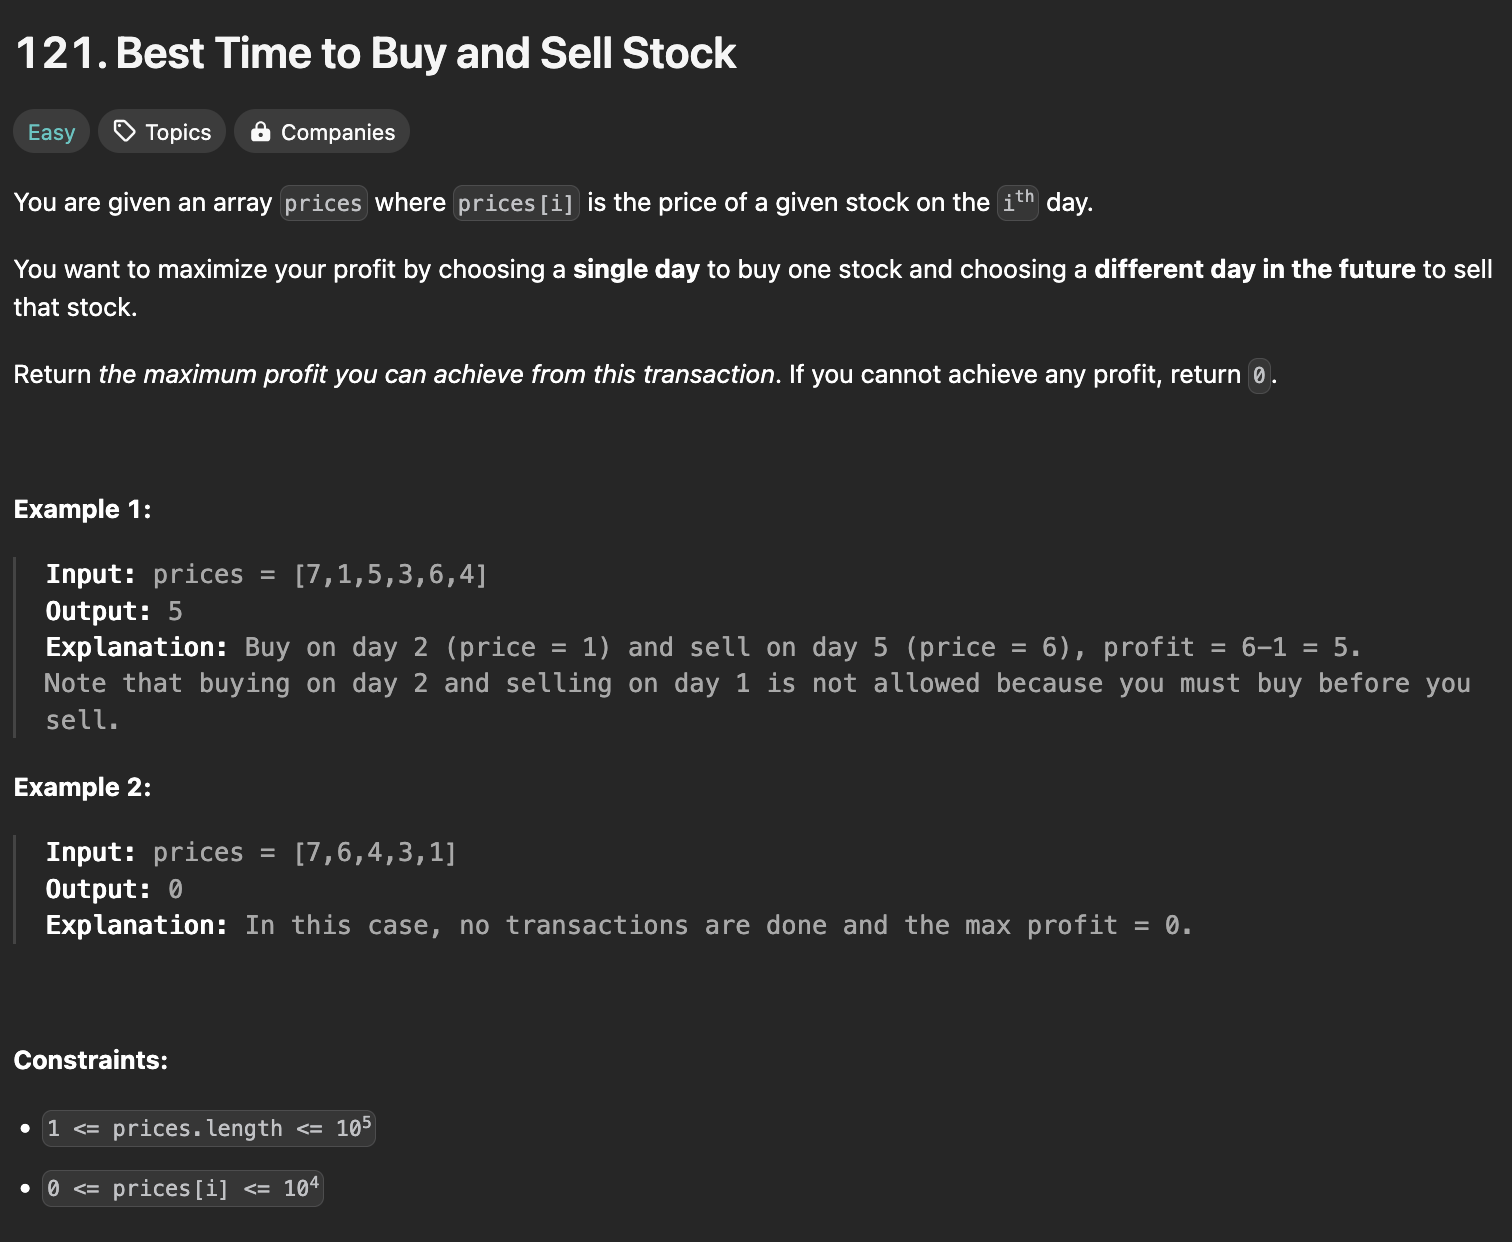 121. Best Time to Buy and Sell Stock
Easy
Topics
Companies
You are given an array prices where prices[i] is the price of a given stock on the ith day.
You want to maximize your profit by choosing a single day to buy one stock and choosing a different day in the future to sell
that stock.
Return the maximum profit you can achieve from this transaction. If you cannot achieve any profit, return 0.
Example 1:
Input: prices = [7,1,5,3,6,4]
Output: 5
Explanation: Buy on day 2 (price = 1) and sell on day 5 (price = 6), profit = 6-1 = 5.
Note that buying on day 2 and selling on day 1 is not allowed because you must buy before you
sell.
Example 2:
Input: prices = [7,6,4,3,1]
Output: 0
Explanation: In this case, no transactions are done and the max profit = 0.
Constraints:
• 1 <= prices.length <= 10⁵
• 0 <= prices[i] <= 10⁴